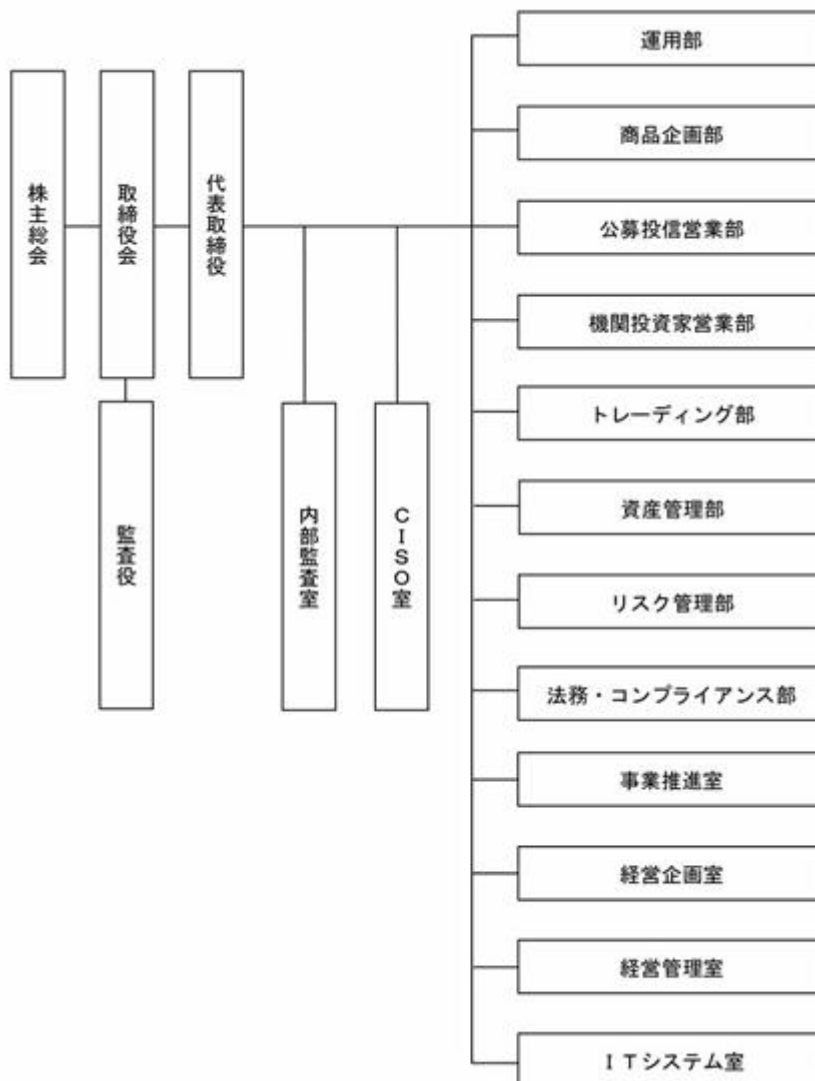 株主総会
取締役会
代表取締役
監査役
内部監査室
CISO室
運用部
商品企画部
公募投信営業部
機関投資家営業部
トレーディング部
資産管理部
リスク管理部
法務・コンプライアンス部
事業推進室
経営企画室
経営管理室
ITシステム室